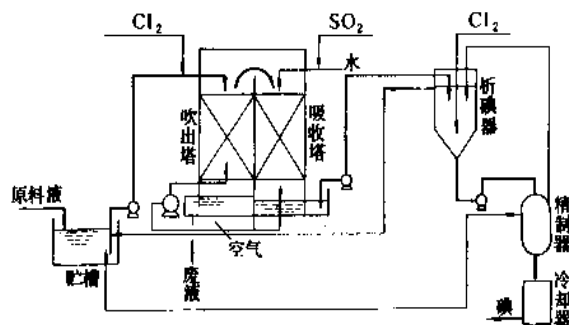 Cl₂
SO₂
Cl₂
水
吹出塔
吸收塔
析碘器
原料液
贮槽
空气
废液
精制器
冷却器
碘